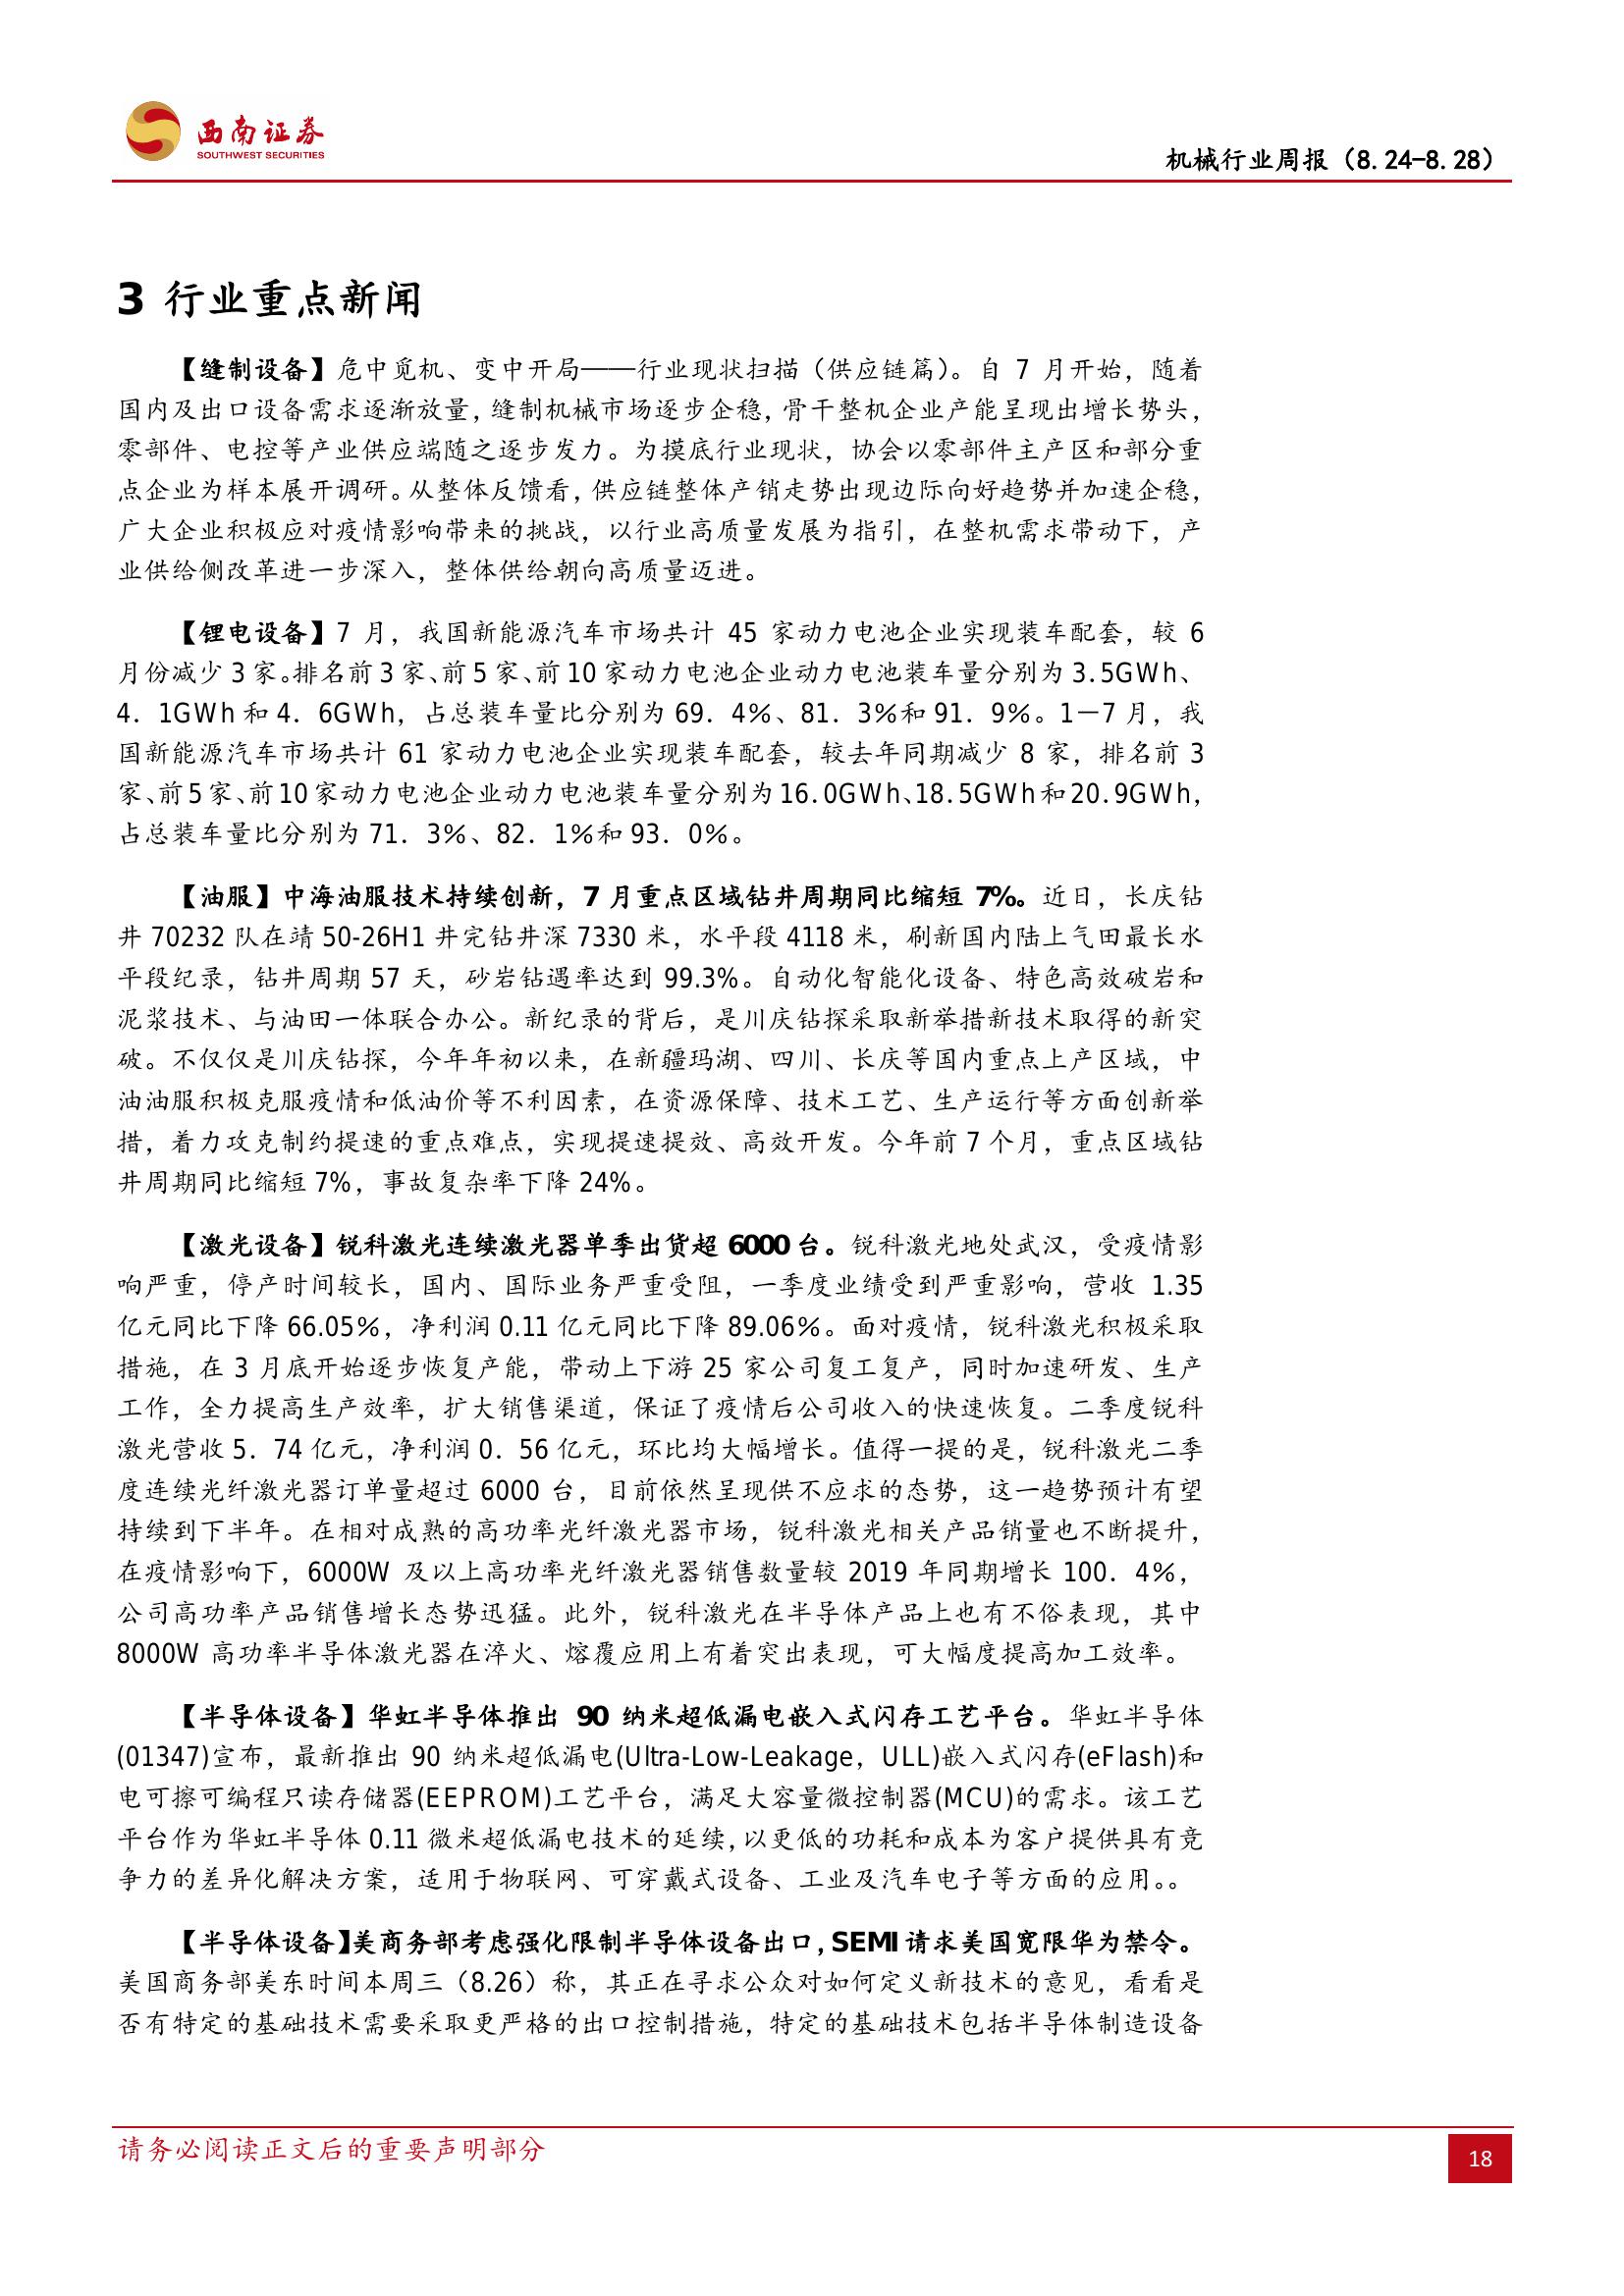 西南证券
SOUTHWEST SECURITIES
机械行业周报（8.24-8.28）
3 行业重点新闻
【缝制设备】危中觅机、变中开局——行业现状扫描（供应链篇）。自 7 月开始，随着
国内及出口设备需求逐渐放量，缝制机械市场逐步企稳，骨干整机企业产能呈现出增长势头，
零部件、电控等产业供应端随之逐步发力。为摸底行业现状，协会以零部件主产区和部分重
点企业为样本展开调研。从整体反馈看，供应链整体产销走势出现边际向好趋势并加速企稳，
广大企业积极应对疫情影响带来的挑战，以行业高质量发展为指引，在整机需求带动下，产
业供给侧改革进一步深入，整体供给朝向高质量迈进。
【锂电设备】7 月，我国新能源汽车市场共计 45 家动力电池企业实现装车配套，较 6
月份减少 3 家。排名前 3 家、前 5 家、前 10 家动力电池企业动力电池装车量分别为 3.5GWh、
4．1GWh 和 4．6GWh，占总装车量比分别为 69．4%、81．3%和 91．9%。1—7 月，我
国新能源汽车市场共计 61 家动力电池企业实现装车配套，较去年同期减少 8 家，排名前 3
家、前 5 家、前 10 家动力电池企业动力电池装车量分别为 16.0GWh、18.5GWh 和 20.9GWh，
占总装车量比分别为 71．3%、82．1%和 93．0%。
【油服】中海油服技术持续创新，7 月重点区域钻井周期同比缩短 7%。近日，长庆钻
井 70232 队在靖 50-26H1 井完钻井深 7330 米，水平段 4118 米，刷新国内陆上气田最长水
平段纪录，钻井周期 57 天，砂岩钻遇率达到 99.3%。自动化智能化设备、特色高效破岩和
泥浆技术、与油田一体联合办公。新纪录的背后，是川庆钻探采取新举措新技术取得的新突
破。不仅仅是川庆钻探，今年年初以来，在新疆玛湖、四川、长庆等国内重点上产区域，中
油油服积极克服疫情和低油价等不利因素，在资源保障、技术工艺、生产运行等方面创新举
措，着力攻克制约提速的重点难点，实现提速提效、高效开发。今年前 7 个月，重点区域钻
井周期同比缩短 7%，事故复杂率下降 24%。
【激光设备】锐科激光连续激光器单季出货超 6000 台。锐科激光地处武汉，受疫情影
响严重，停产时间较长，国内、国际业务严重受阻，一季度业绩受到严重影响，营收 1.35
亿元同比下降 66.05%，净利润 0.11 亿元同比下降 89.06%。面对疫情，锐科激光积极采取
措施，在 3 月底开始逐步恢复产能，带动上下游 25 家公司复工复产，同时加速研发、生产
工作，全力提高生产效率，扩大销售渠道，保证了疫情后公司收入的快速恢复。二季度锐科
激光营收 5．74 亿元，净利润 0．56 亿元，环比均大幅增长。值得一提的是，锐科激光二季
度连续光纤激光器订单量超过 6000 台，目前依然呈现供不应求的态势，这一趋势预计有望
持续到下半年。在相对成熟的高功率光纤激光器市场，锐科激光相关产品销量也不断提升，
在疫情影响下，6000W 及以上高功率光纤激光器销售数量较 2019 年同期增长 100．4%，
公司高功率产品销售增长态势迅猛。此外，锐科激光在半导体产品上也有不俗表现，其中
8000W 高功率半导体激光器在淬火、熔覆应用上有着突出表现，可大幅度提高加工效率。
【半导体设备】华虹半导体推出 90 纳米超低漏电嵌入式闪存工艺平台。华虹半导体
(01347)宣布，最新推出 90 纳米超低漏电(Ultra-Low-Leakage，ULL)嵌入式闪存(eFlash)和
电可擦可编程只读存储器(EEPROM)工艺平台，满足大容量微控制器(MCU)的需求。该工艺
平台作为华虹半导体 0.11 微米超低漏电技术的延续，以更低的功耗和成本为客户提供具有竞
争力的差异化解决方案，适用于物联网、可穿戴式设备、工业及汽车电子等方面的应用。。
【半导体设备】美商务部考虑强化限制半导体设备出口，SEMI 请求美国宽限华为禁令。
美国商务部美东时间本周三（8.26）称，其正在寻求公众对如何定义新技术的意见，看看是
否有特定的基础技术需要采取更严格的出口控制措施，特定的基础技术包括半导体制造设备
请务必阅读正文后的重要声明部分
18